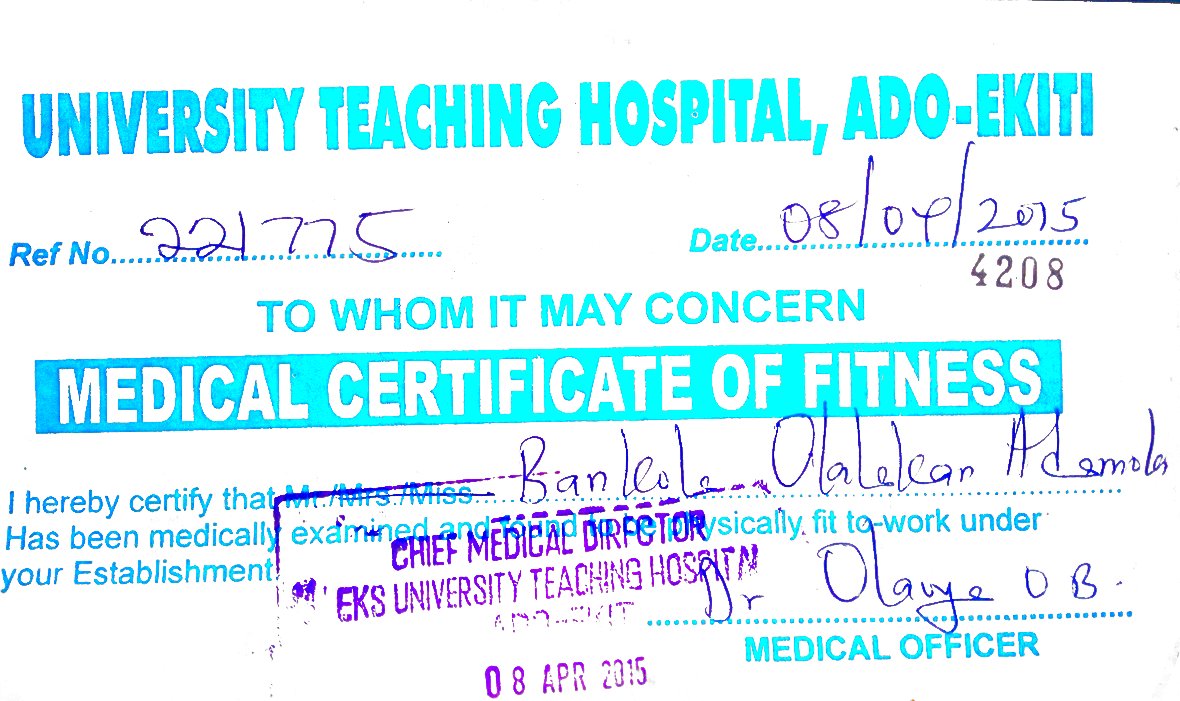 UNIVERSITY TEACHING HOSPITAL, ADO-EKITI
Ref No. 221775 Date 08/04/2015
4208
TO WHOM IT MAY CONCERN
MEDICAL CERTIFICATE OF FITNESS
I hereby certify that Mr./Mrs./Miss Bankole Olalekan Ademola
Has been medically examined and found to be physically fit to-work under
your Establishment
CHIEF MEDICAL DIRECTOR
EKS UNIVERSITY TEACHING HOSPITAL
ADO-EKITI
Dr Olaoye O B.
MEDICAL OFFICER
08 APR 2015